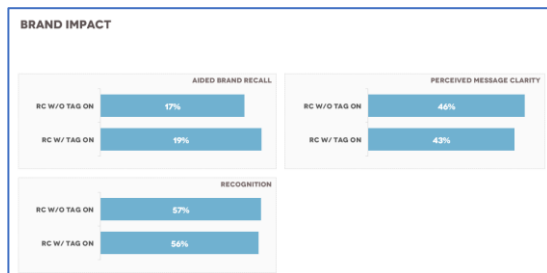 BRAND IMPACT
AIDED BRAND RECALL
RC W/O TAG ON
17%
RC W/ TAG ON
19%
PERCEIVED MESSAGE CLARITY
RC W/O TAG ON
46%
RC W/ TAG ON
43%
RECOGNITION
RC W/O TAG ON
57%
RC W/ TAG ON
56%